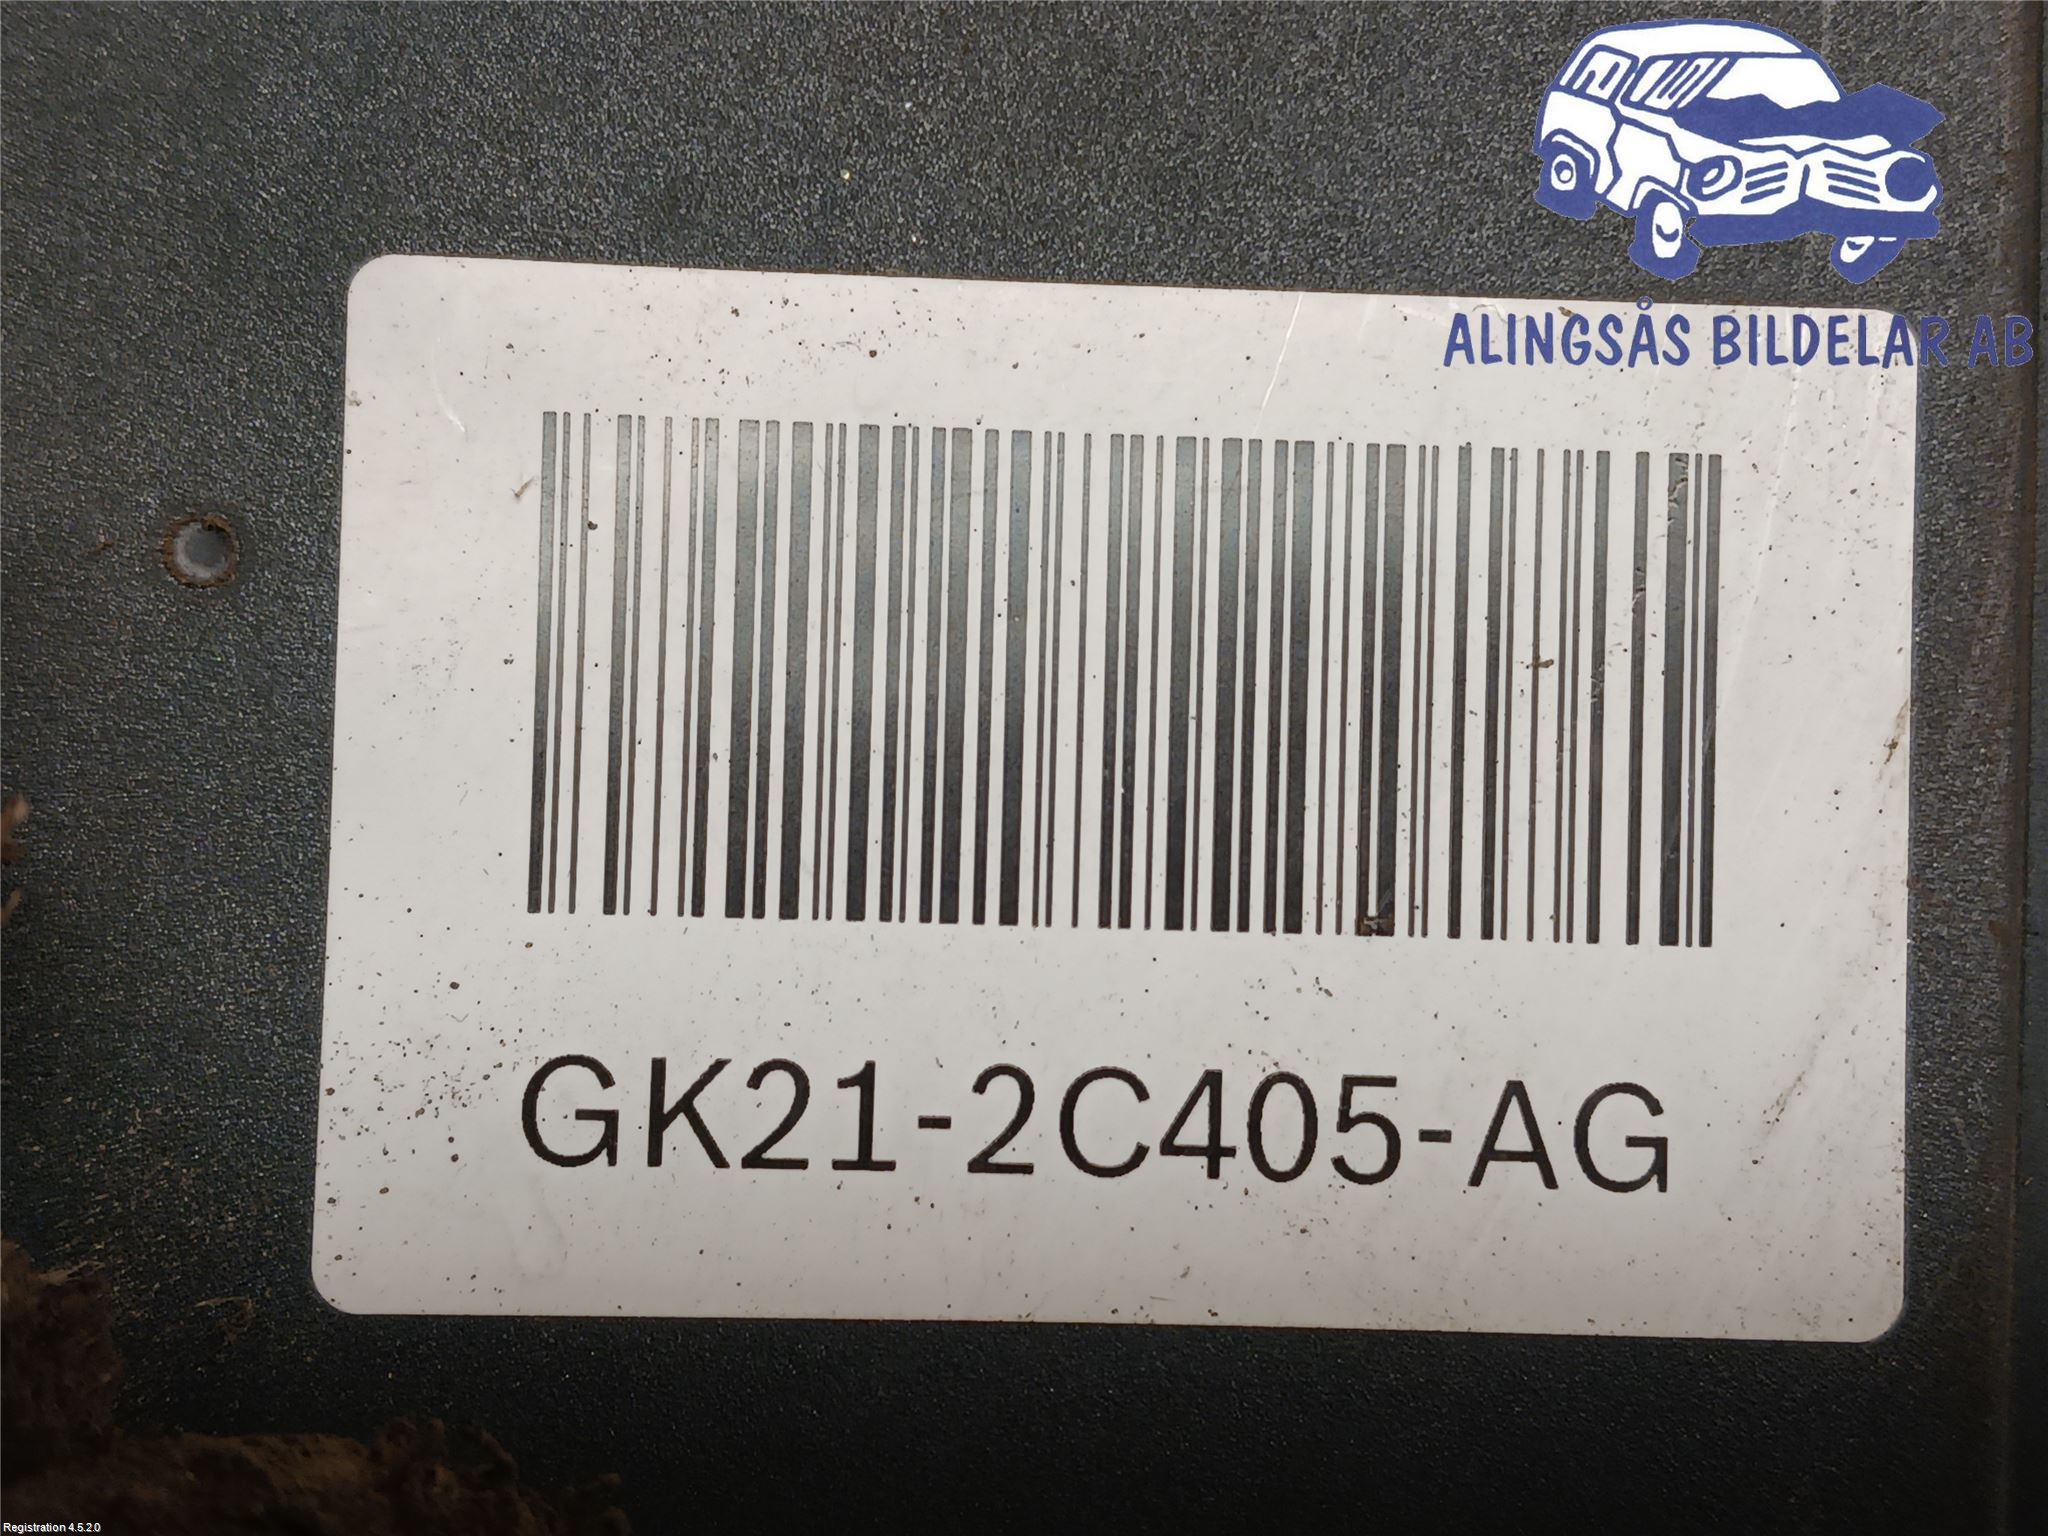 ALINGSÅS BILDELAR AB
GK21-2C405-AG
Registration 4.5.2.0